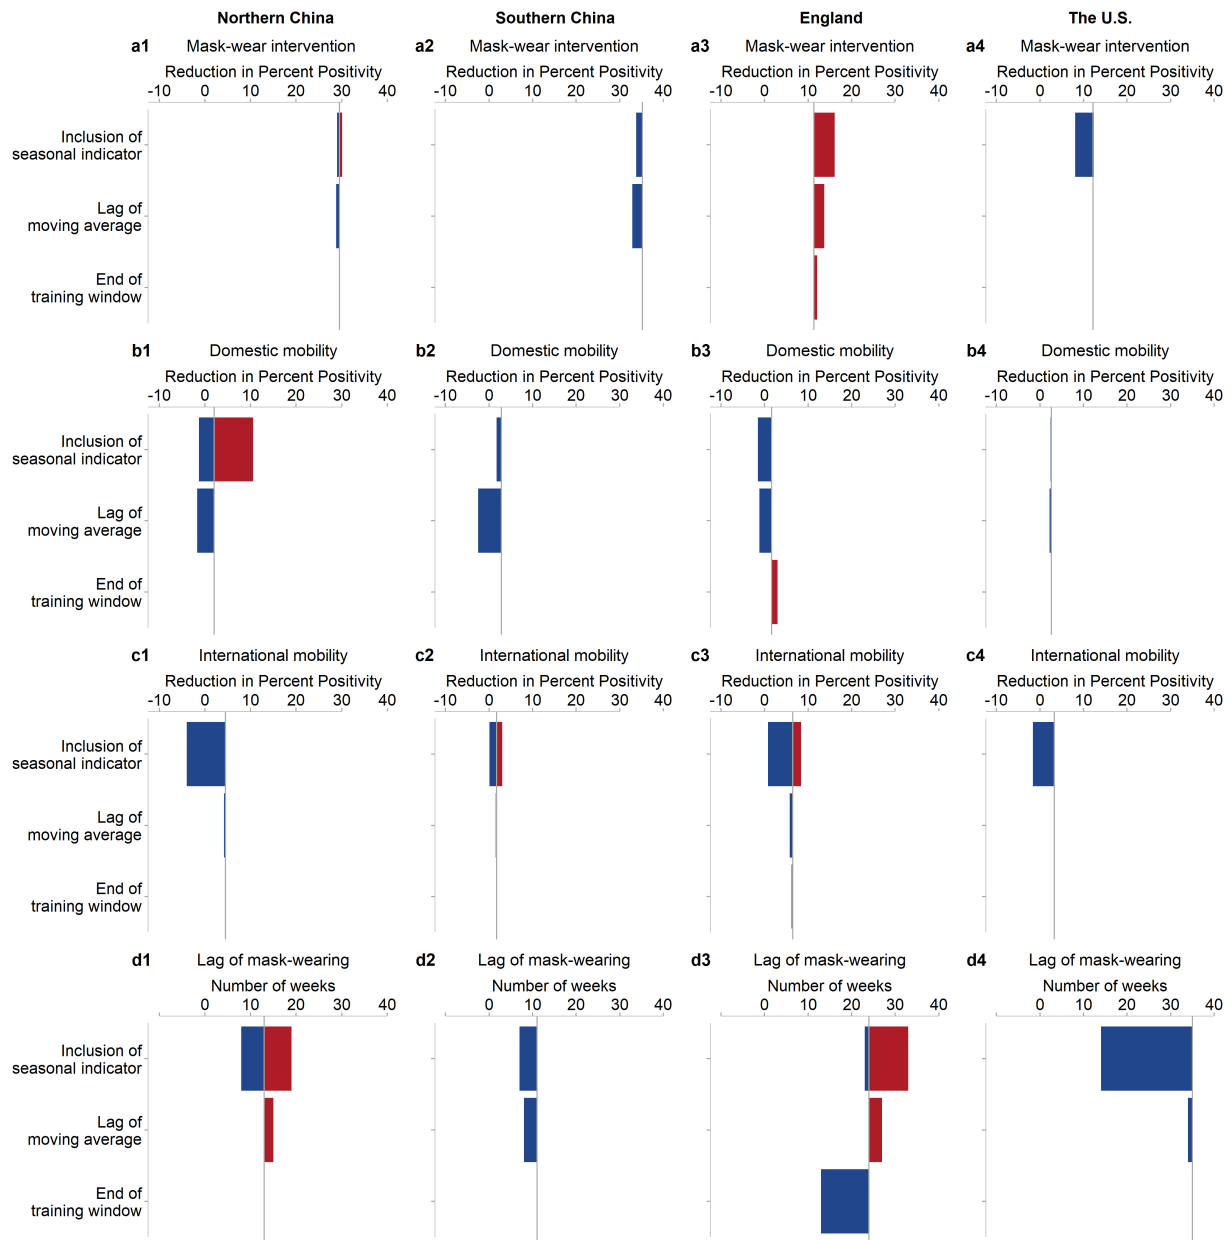 Northern China
Southern China
England
The U.S.
a1 Mask-wear intervention
a2 Mask-wear intervention
a3 Mask-wear intervention
a4 Mask-wear intervention
Reduction in Percent Positivity
Reduction in Percent Positivity
Reduction in Percent Positivity
Reduction in Percent Positivity
-10 0 10 20 30 40
-10 0 10 20 30 40
-10 0 10 20 30 40
-10 0 10 20 30 40
Inclusion of
seasonal indicator
Lag of
moving average
End of
training window
b1 Domestic mobility
b2 Domestic mobility
b3 Domestic mobility
b4 Domestic mobility
Reduction in Percent Positivity
Reduction in Percent Positivity
Reduction in Percent Positivity
Reduction in Percent Positivity
-10 0 10 20 30 40
-10 0 10 20 30 40
-10 0 10 20 30 40
-10 0 10 20 30 40
Inclusion of
seasonal indicator
Lag of
moving average
End of
training window
c1 International mobility
c2 International mobility
c3 International mobility
c4 International mobility
Reduction in Percent Positivity
Reduction in Percent Positivity
Reduction in Percent Positivity
Reduction in Percent Positivity
-10 0 10 20 30 40
-10 0 10 20 30 40
-10 0 10 20 30 40
-10 0 10 20 30 40
Inclusion of
seasonal indicator
Lag of
moving average
End of
training window
d1 Lag of mask-wearing
d2 Lag of mask-wearing
d3 Lag of mask-wearing
d4 Lag of mask-wearing
Number of weeks
Number of weeks
Number of weeks
Number of weeks
0 10 20 30 40
0 10 20 30 40
0 10 20 30 40
0 10 20 30 40
Inclusion of
seasonal indicator
Lag of
moving average
End of
training window